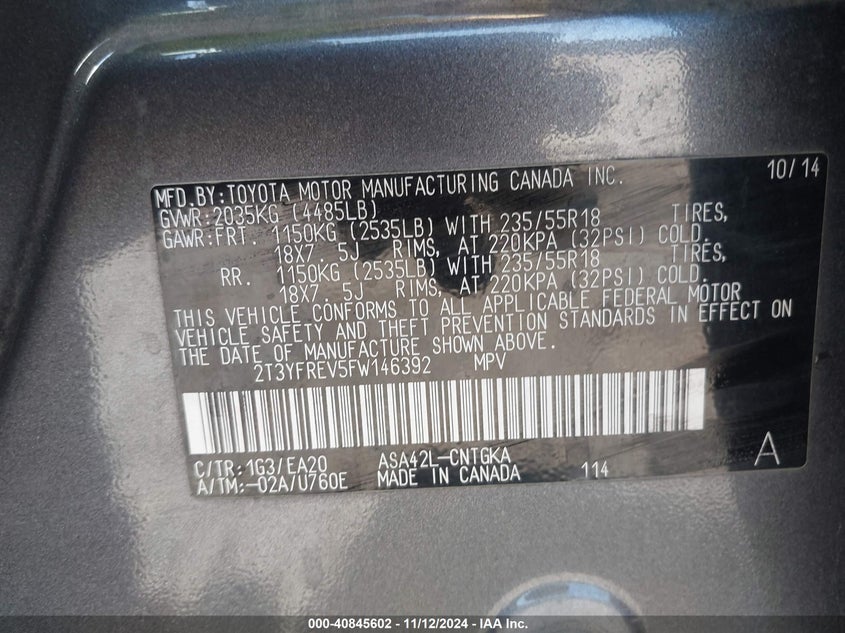 MFD.BY:TOYOTA MOTOR MANUFACTURING CANADA INC. 10/14
GVWR:2035KG (4485LB)
GAWR:FRT. 1150KG (2535LB) WITH 235/55R18 TIRES,
18X7.5J RIMS, AT 220KPA (32PSI) COLD.
RR. 1150KG (2535LB) WITH 235/55R18 TIRES,
18X7.5J RIMS, AT 220KPA (32PSI) COLD.
THIS VEHICLE CONFORMS TO ALL APPLICABLE FEDERAL MOTOR
VEHICLE SAFETY AND THEFT PREVENTION STANDARDS IN EFFECT ON
THE DATE OF MANUFACTURE SHOWN ABOVE.
2T3YFREV5FW146392 MPV
C/TR:1G3/EA20 ASA42L-CNTGKA A
A/TM:-02A/U760E MADE IN CANADA 114
000-40845602 - 11/12/2024 - IAA Inc.